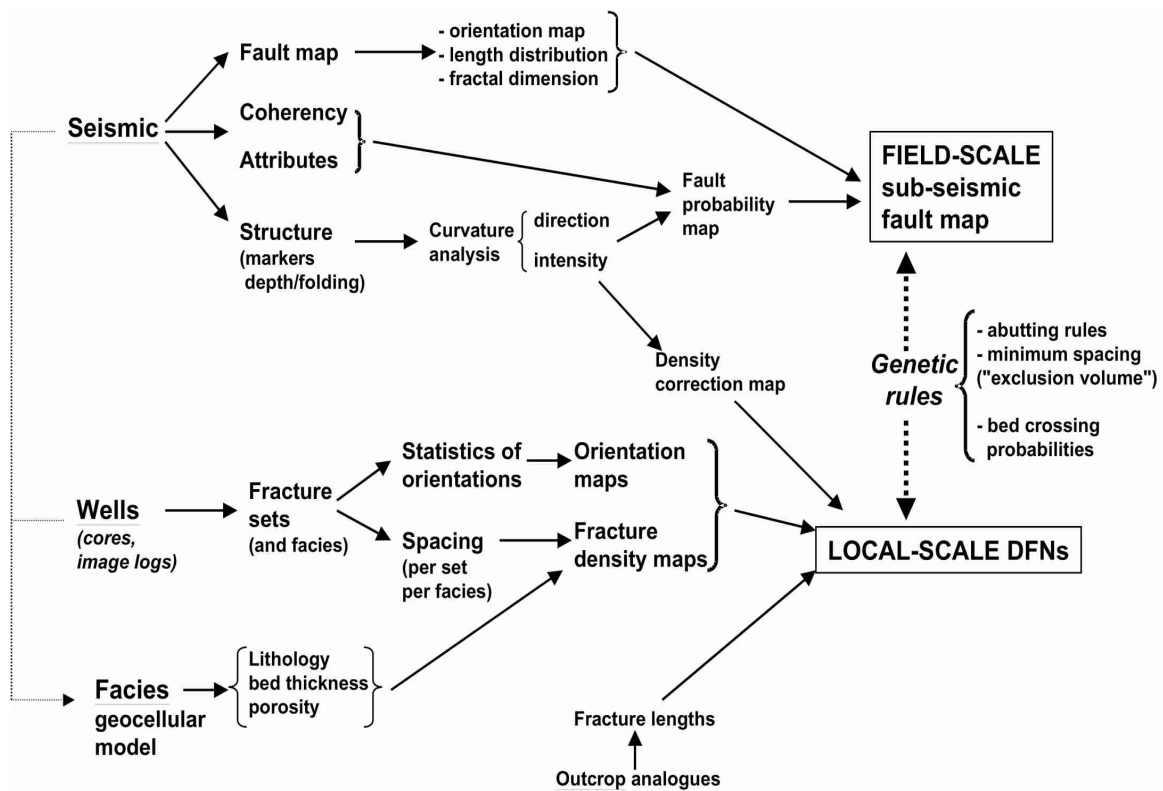 Seismic
Fault map
- orientation map
- length distribution
- fractal dimension
Coherency
Attributes
Structure
(markers
depth/folding)
Curvature
analysis
direction
intensity
Fault
probability
map
FIELD-SCALE
sub-seismic
fault map
Density
correction map
Genetic
rules
- abutting rules
- minimum spacing
("exclusion volume")
- bed crossing
probabilities
Wells
(cores,
image logs)
Fracture
sets
(and facies)
Statistics of
orientations
Orientation
maps
Spacing
(per set
per facies)
Fracture
density maps
LOCAL-SCALE DFNs
Facies
geocellular
model
Lithology
bed thickness
porosity
Fracture lengths
Outcrop analogues